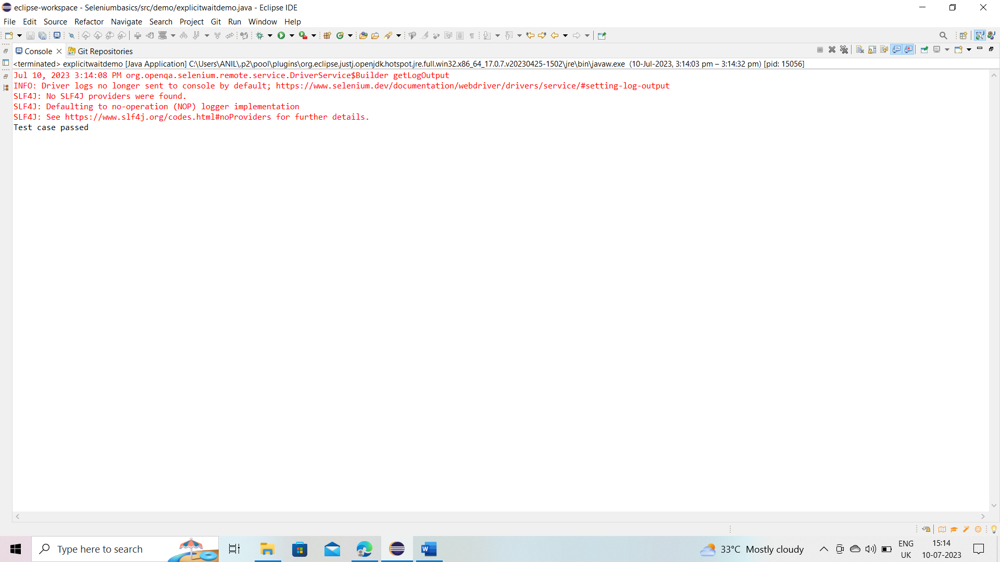 eclipse-workspace - Seleniumbasics/src/demo/explicitwaitdemo.java - Eclipse IDE
File Edit Source Refactor Navigate Search Project Git Run Window Help
Console Git Repositories
<terminated> explicitwaitdemo [Java Application] C:\Users\ANIL\.p2\pool\plugins\org.eclipse.justj.openjdk.hotspot.jre.full.win32.x86_64_17.0.7.v20230425-1502\jre\bin\javaw.exe (10-Jul-2023, 3:14:03 pm – 3:14:32 pm) [pid: 15056]
Jul 10, 2023 3:14:08 PM org.openqa.selenium.remote.service.DriverService$Builder getLogOutput
INFO: Driver logs no longer sent to console by default; https://www.selenium.dev/documentation/webdriver/drivers/service/#setting-log-output
SLF4J: No SLF4J providers were found.
SLF4J: Defaulting to no-operation (NOP) logger implementation
SLF4J: See https://www.slf4j.org/codes.html#noProviders for further details.
Test case passed
Type here to search
33°C Mostly cloudy
ENG
UK
15:14
10-07-2023